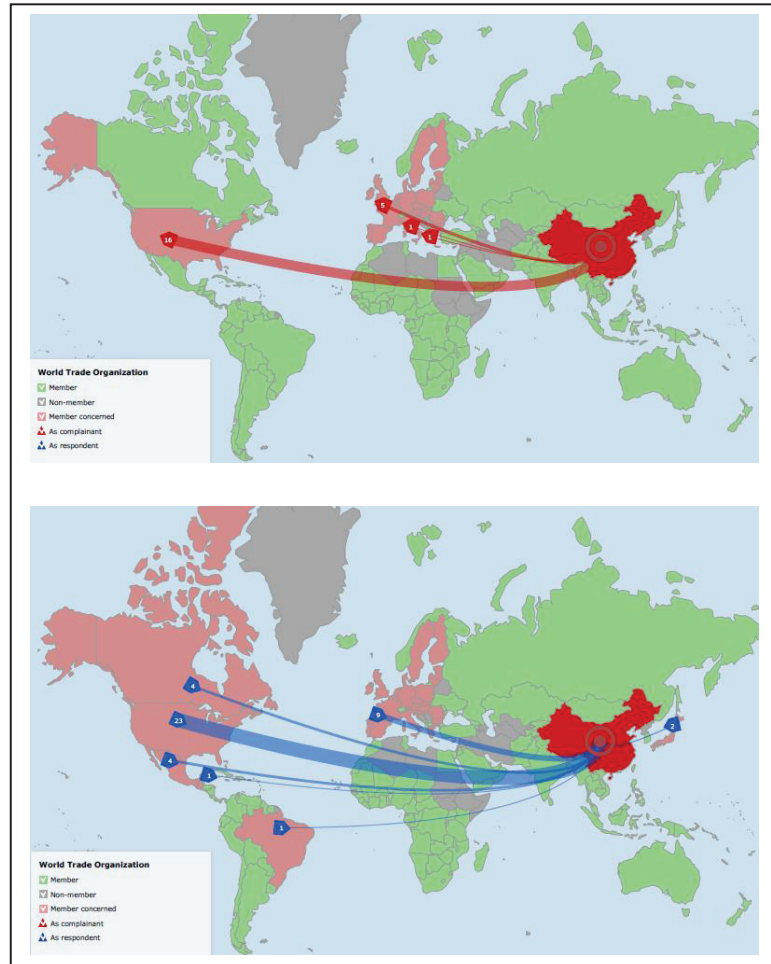 5
1
1
16
World Trade Organization
Member
Non-member
Member concerned
As complainant
As respondent
4
9
23
2
4
1
1
World Trade Organization
Member
Non-member
Member concerned
As complainant
As respondent